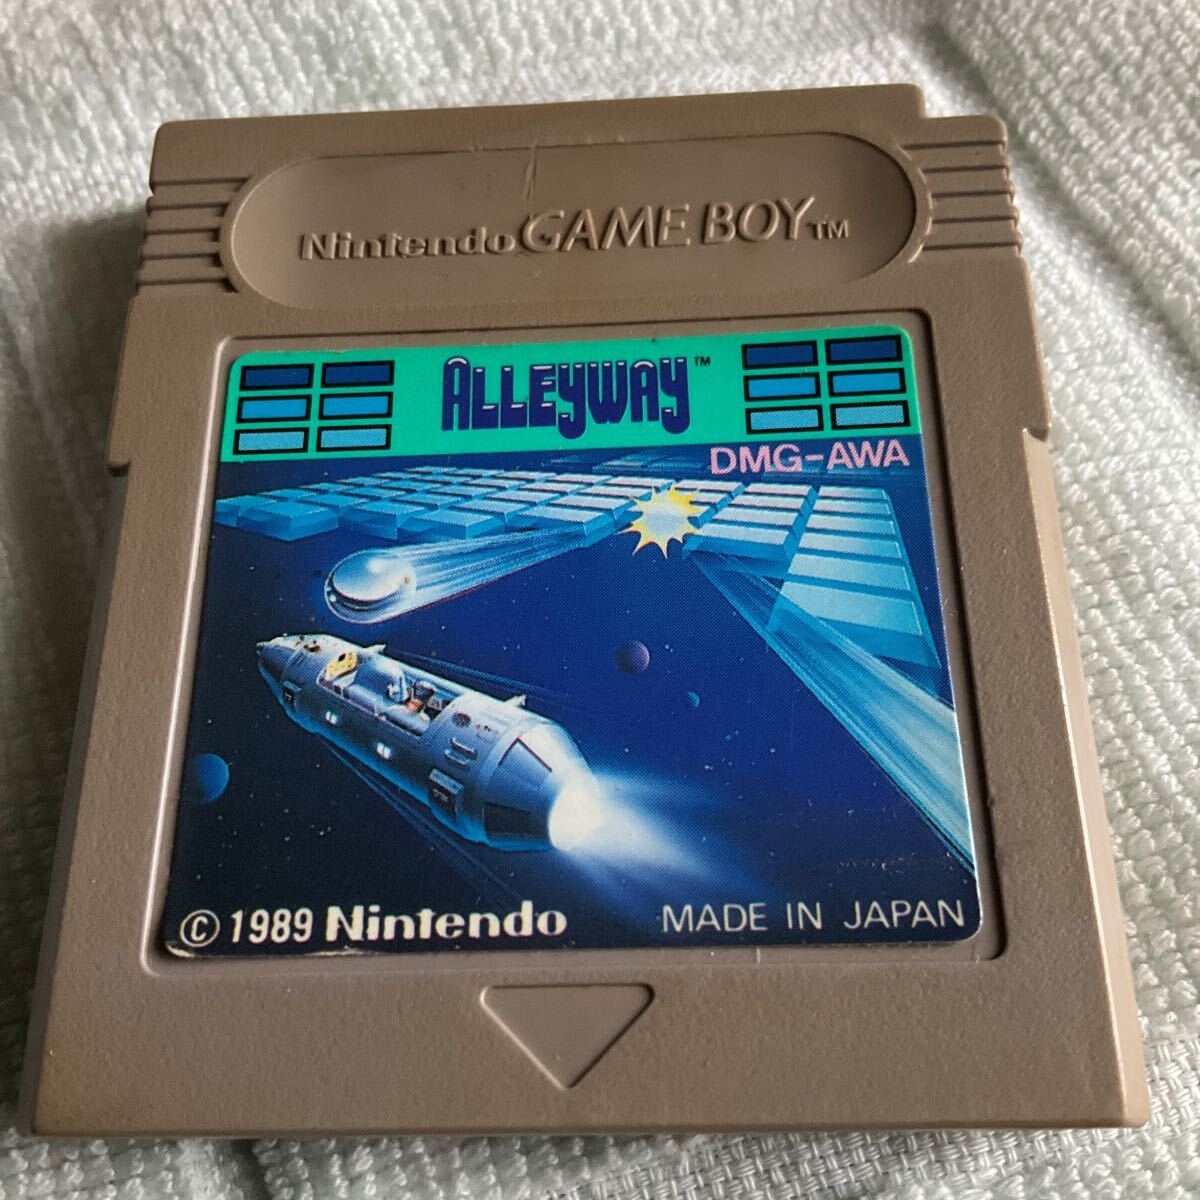 Nintendo GAME BOY™
ALLEYWAY™
DMG-AWA
© 1989 Nintendo
MADE IN JAPAN